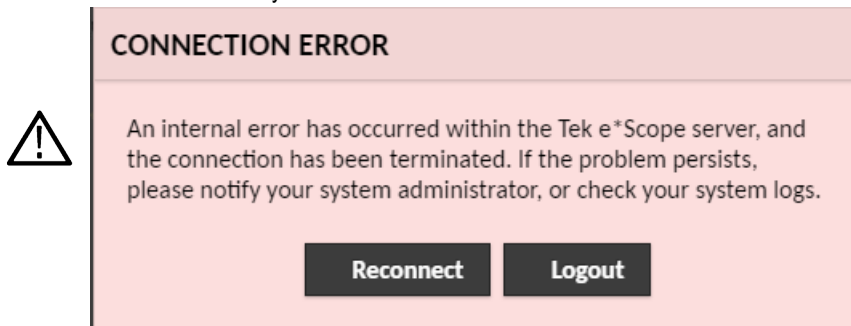 CONNECTION ERROR
An internal error has occurred within the Tek e*Scope server, and
the connection has been terminated. If the problem persists,
please notify your system administrator, or check your system logs.
Reconnect
Logout